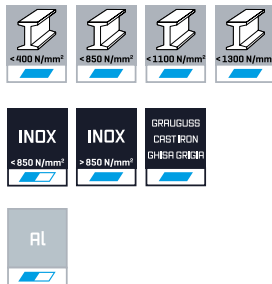 <400 N/mm² <850 N/mm² <1100 N/mm² <1300 N/mm²
INOX INOX GRAUGUSS
CAST IRON
GHISA GRIGIA
<850 N/mm² >850 N/mm²
Al